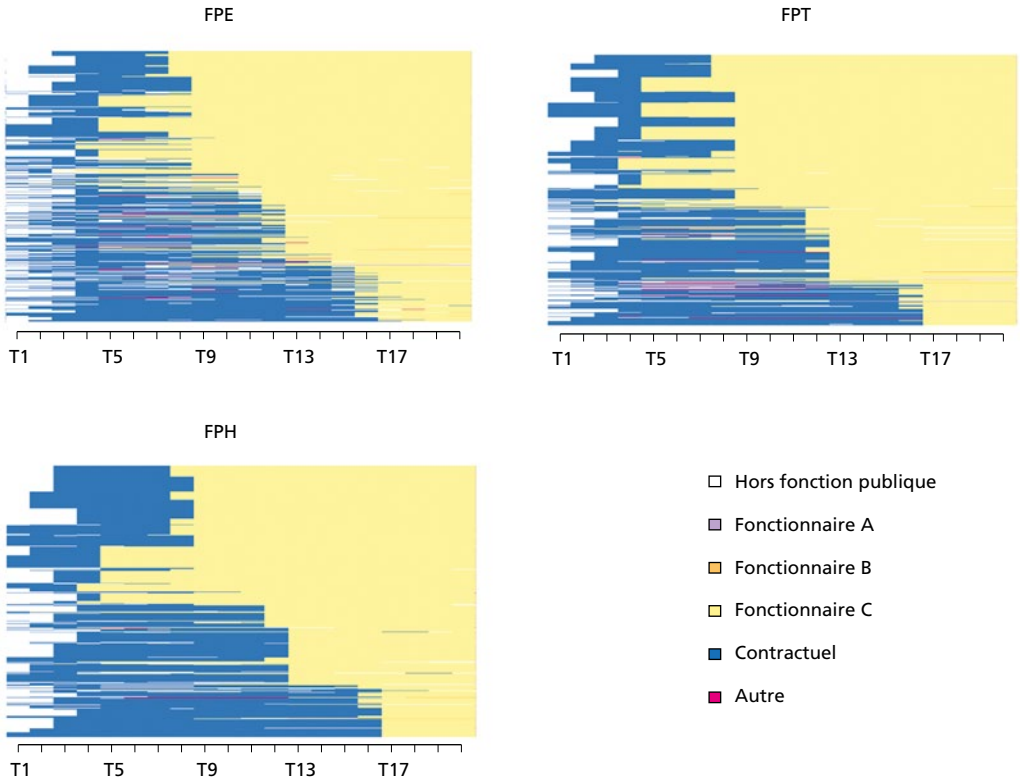 FPE
FPT
T1 T5 T9 T13 T17
T1 T5 T9 T13 T17
FPH
Hors fonction publique
Fonctionnaire A
Fonctionnaire B
Fonctionnaire C
Contractuel
Autre
T1 T5 T9 T13 T17